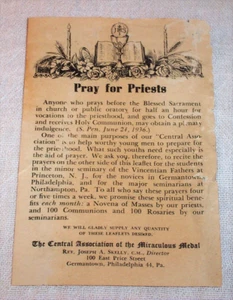 Pray for Priests
Anyone who prays before the Blessed Sacrament
in church or public oratory for half an hour for
vocations to the priesthood, and goes to Confession
and receives Holy Communion, may obtain a plenary
indulgence. (S. Pen. June 24, 1936.)
One of the main purposes of our "Central Asso-
ciation" is to help worthy young men to prepare for
the priesthood. What such youths need especially is
the aid of prayer. We ask you, therefore, to recite the
prayers on the other side of this leaflet for the students
in the minor seminary of the Vincentian Fathers at
Princeton, N. J., for the novices in Germantown,
Philadelphia, and for the major seminarians at
Northampton, Pa. To all who say these prayers four
or five times a week, we promise these spiritual bene-
fits each month: a Novena of Masses by our priests,
and 100 Communions and 100 Rosaries by our
seminarians.
WE WILL GLADLY SUPPLY ANY QUANTITY
OF THESE LEAFLETS DESIRED.
The Central Association of the Miraculous Medal
Rev. Joseph A. Skelly, C.M., Director
100 East Price Street
Germantown, Philadelphia 44, Pa.